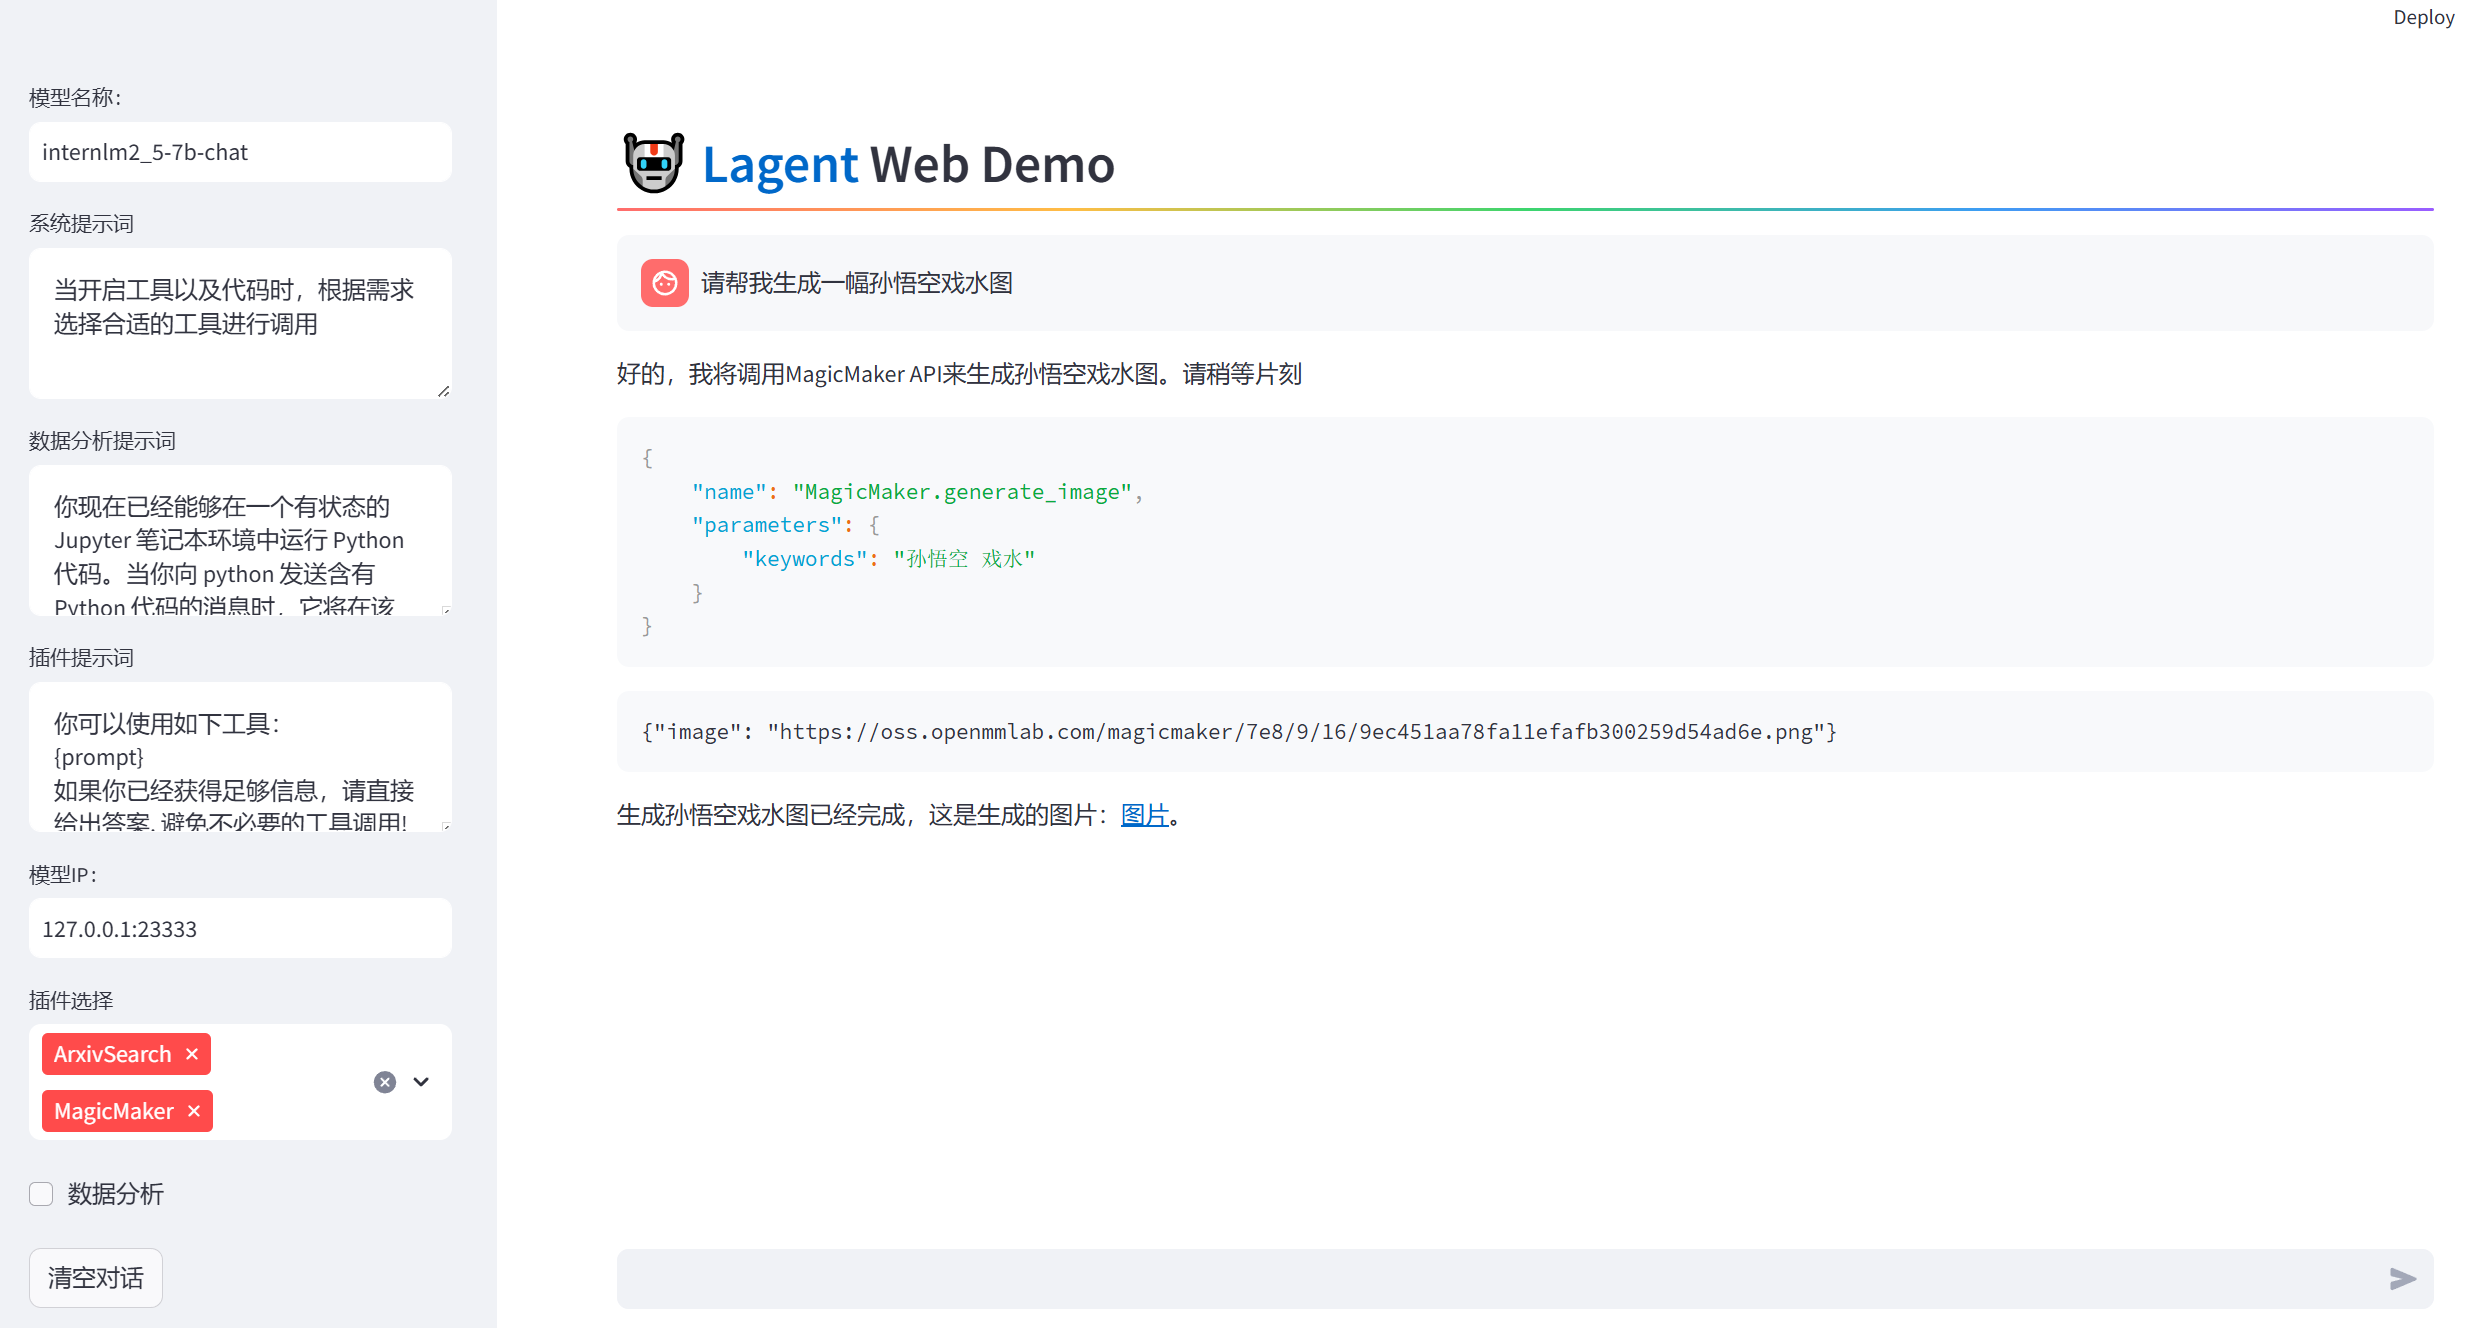 Deploy
模型名称：
internlm2_5-7b-chat
系统提示词
当开启工具以及代码时，根据需求
选择合适的工具进行调用
数据分析提示词
你现在已经能够在一个有状态的
Jupyter 笔记本环境中运行 Python
代码。当你向 python 发送含有
Python 代码的消息时，它将在该
插件提示词
你可以使用如下工具：
{prompt}
如果你已经获得足够信息，请直接
给出答案. 避免不必要的工具调用!
模型IP：
127.0.0.1:23333
插件选择
ArxivSearch
MagicMaker
数据分析
清空对话
Lagent Web Demo
请帮我生成一幅孙悟空戏水图
好的，我将调用MagicMaker API来生成孙悟空戏水图。请稍等片刻
{
"name": "MagicMaker.generate_image",
"parameters": {
"keywords": "孙悟空 戏水"
}
}
{"image": "https://oss.openmmlab.com/magicmaker/7e8/9/16/9ec451aa78fa11efafb300259d54ad6e.png"}
生成孙悟空戏水图已经完成，这是生成的图片：图片。